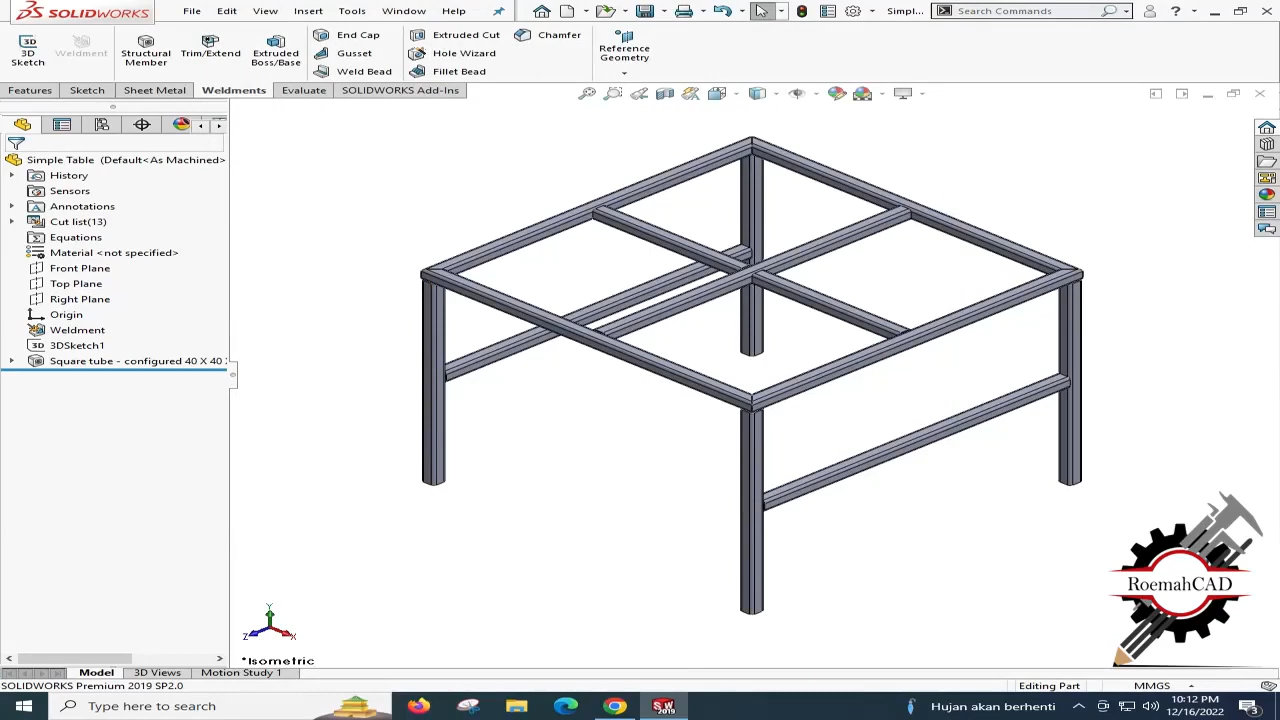 SOLIDWORKS
File Edit View Insert Tools Window Help
Simpl...
Search Commands
3D Sketch
Weldment
Structural Member
Trim/Extend
Extruded Boss/Base
End Cap
Gusset
Weld Bead
Extruded Cut
Hole Wizard
Fillet Bead
Chamfer
Reference Geometry
Features Sketch Sheet Metal Weldments Evaluate SOLIDWORKS Add-Ins
Simple Table (Default<As Machined>
History
Sensors
Annotations
Cut list(13)
Equations
Material <not specified>
Front Plane
Top Plane
Right Plane
Origin
Weldment
3D 3DSketch1
Square tube - configured 40 X 40
Y
Z X
*Isometric
RoemahCAD
Model 3D Views Motion Study 1
SOLIDWORKS Premium 2019 SP2.0
Editing Part
MMGS
Type here to search
SW 2019
Hujan akan berhenti
10:12 PM
12/16/2022
3